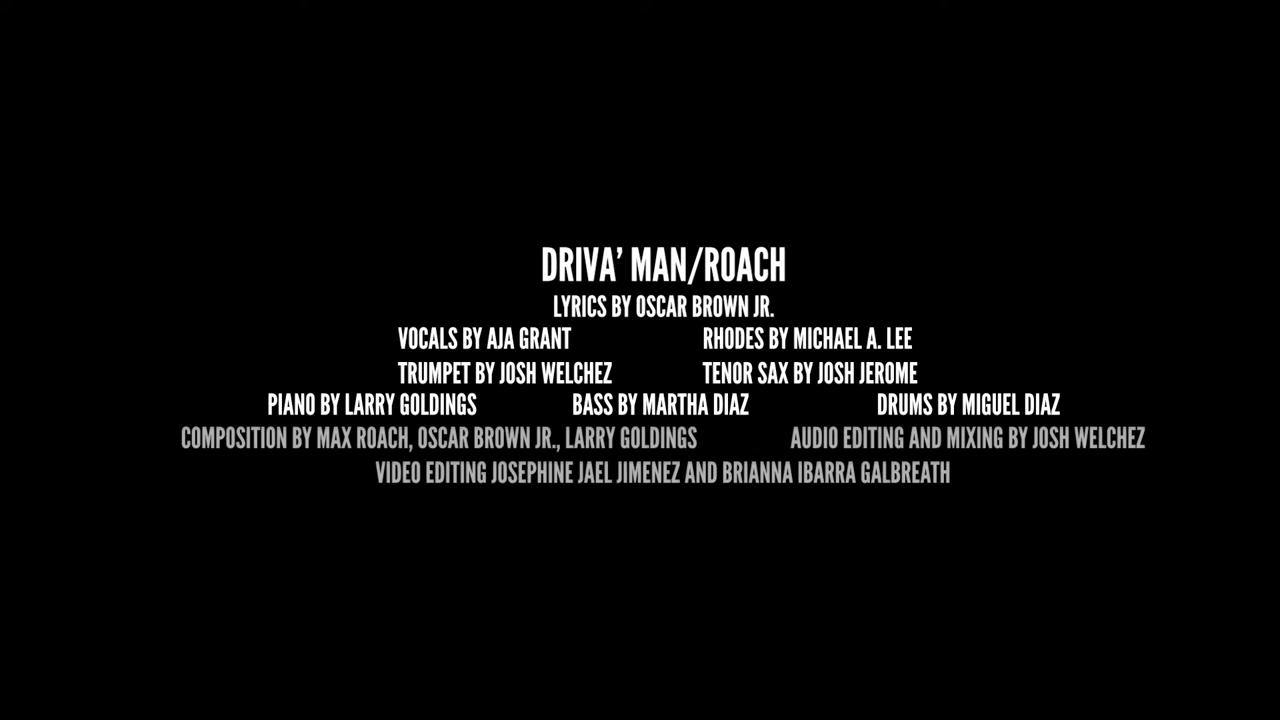 DRIVA’ MAN/ROACH
LYRICS BY OSCAR BROWN JR.
VOCALS BY AJA GRANT RHODES BY MICHAEL A. LEE
TRUMPET BY JOSH WELCHEZ TENOR SAX BY JOSH JEROME
PIANO BY LARRY GOLDINGS BASS BY MARTHA DIAZ DRUMS BY MIGUEL DIAZ
COMPOSITION BY MAX ROACH, OSCAR BROWN JR., LARRY GOLDINGS AUDIO EDITING AND MIXING BY JOSH WELCHEZ
VIDEO EDITING JOSEPHINE JAEL JIMENEZ AND BRIANNA IBARRA GALBREATH